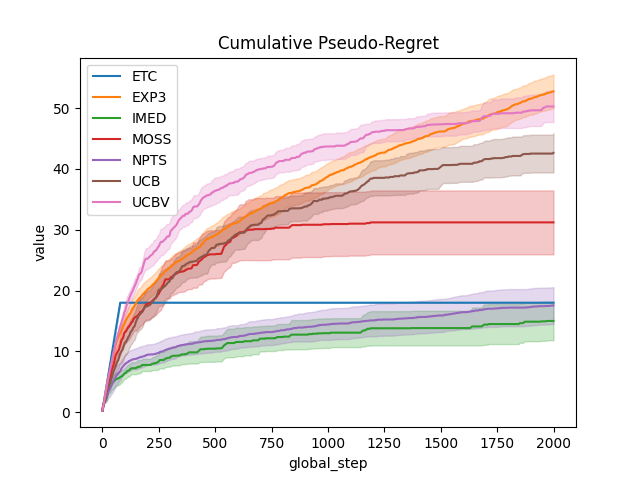 Cumulative Pseudo-Regret
ETC
EXP3
IMED
MOSS
NPTS
UCB
UCBV
value
50
40
30
20
10
0
0 250 500 750 1000 1250 1500 1750 2000
global_step